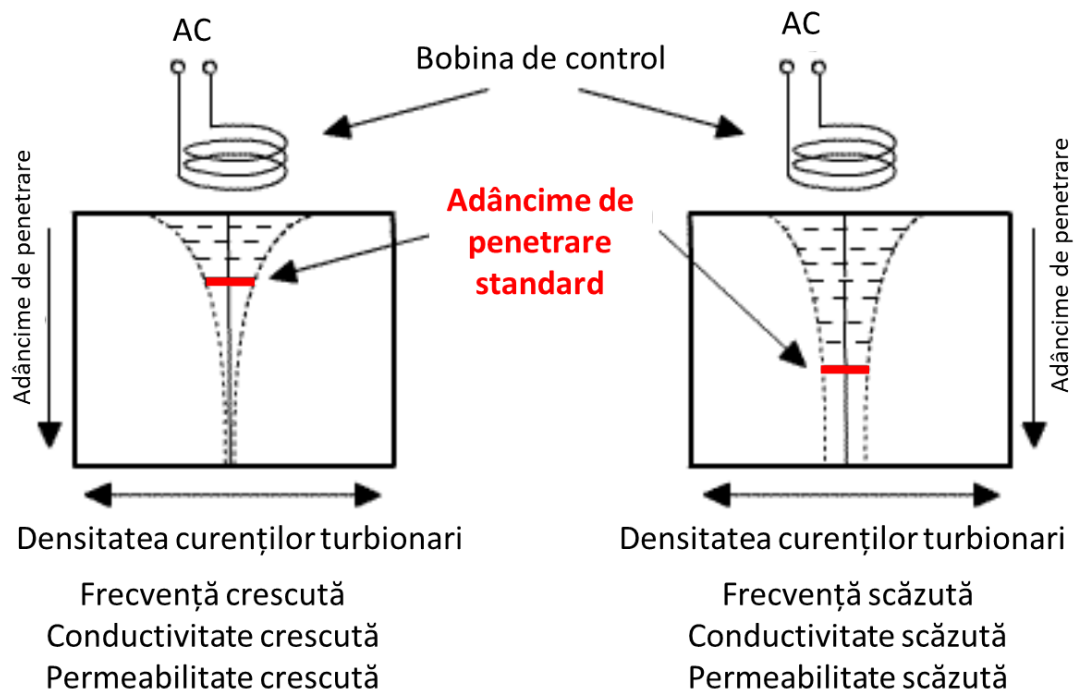 AC
AC
Bobina de control
Adâncime de penetrare
Adâncime de
penetrare
standard
Adâncime de penetrare
Densitatea curenților turbionari
Frecvență crescută
Conductivitate crescută
Permeabilitate crescută
Densitatea curenților turbionari
Frecvență scăzută
Conductivitate scăzută
Permeabilitate scăzută